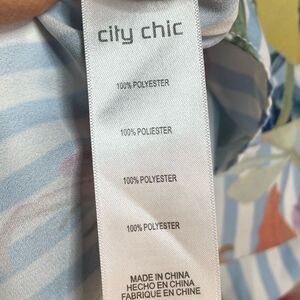 city chic
100% POLYESTER
100% POLIESTER
100% POLYESTER
100% POLYESTER
MADE IN CHINA
HECHO EN CHINA
FABRIQUE EN CHINE